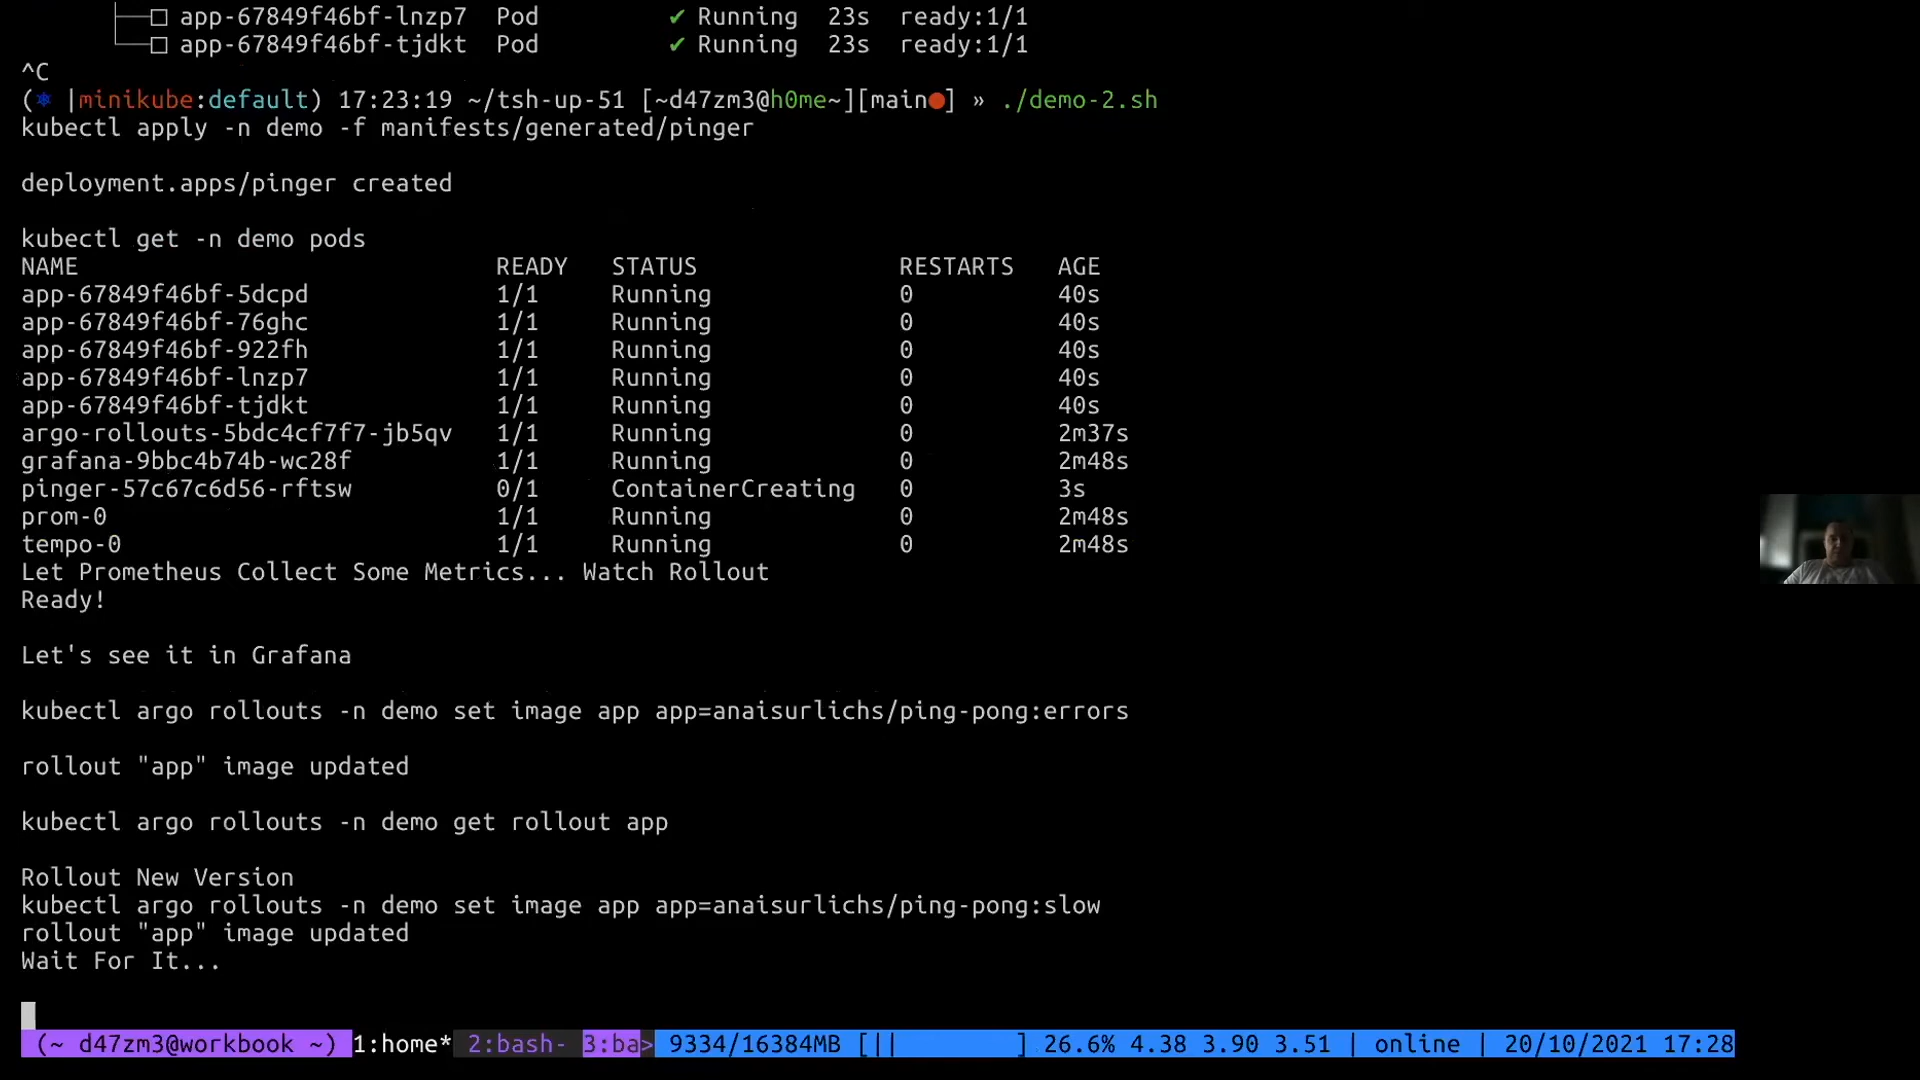 ├──□ app-67849f46bf-lnzp7  Pod  ✔ Running  23s  ready:1/1
└──□ app-67849f46bf-tjdkt  Pod  ✔ Running  23s  ready:1/1
^C
(⎈ |minikube:default) 17:23:19 ~/tsh-up-51 [~d47zm3@h0me~][main●] » ./demo-2.sh
kubectl apply -n demo -f manifests/generated/pinger
deployment.apps/pinger created
kubectl get -n demo pods
NAME  READY  STATUS  RESTARTS  AGE
app-67849f46bf-5dcpd  1/1  Running  0  40s
app-67849f46bf-76ghc  1/1  Running  0  40s
app-67849f46bf-922fh  1/1  Running  0  40s
app-67849f46bf-lnzp7  1/1  Running  0  40s
app-67849f46bf-tjdkt  1/1  Running  0  40s
argo-rollouts-5bdc4cf7f7-jb5qv  1/1  Running  0  2m37s
grafana-9bbc4b74b-wc28f  1/1  Running  0  2m48s
pinger-57c67c6d56-rftsw  0/1  ContainerCreating  0  3s
prom-0  1/1  Running  0  2m48s
tempo-0  1/1  Running  0  2m48s
Let Prometheus Collect Some Metrics... Watch Rollout
Ready!
Let's see it in Grafana
kubectl argo rollouts -n demo set image app app=anaisurlichs/ping-pong:errors
rollout "app" image updated
kubectl argo rollouts -n demo get rollout app
Rollout New Version
kubectl argo rollouts -n demo set image app app=anaisurlichs/ping-pong:slow
rollout "app" image updated
Wait For It...
(~ d47zm3@workbook ~) 1:home* 2:bash- 3:ba> 9334/16384MB [||        ] 26.6% 4.38 3.90 3.51 | online | 20/10/2021 17:28